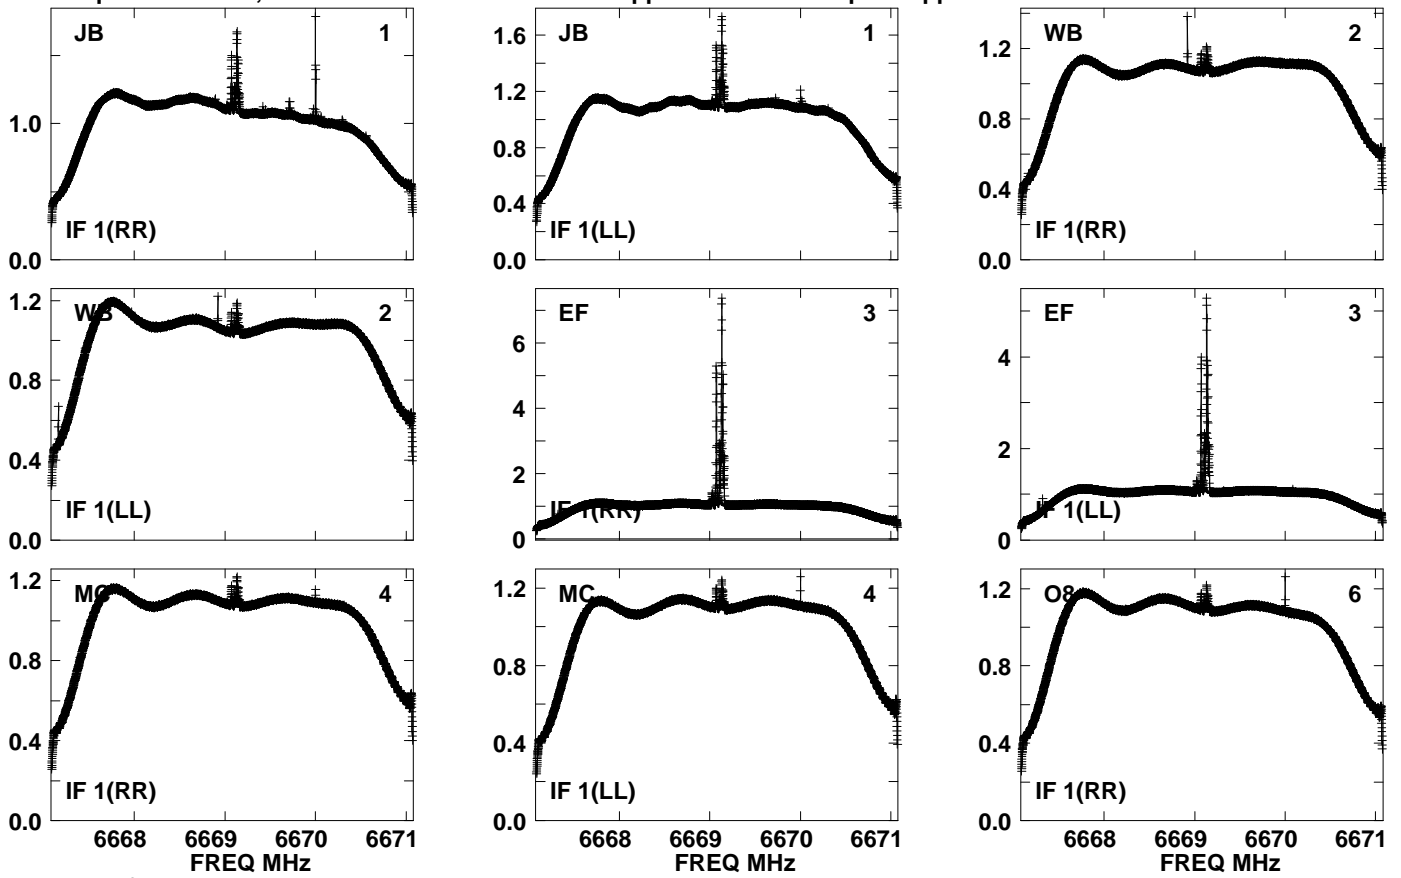 JB 1 JB 1 WB 2
1.6
1.2
1.0 1.2 0.8
0.8
0.4 0.4
IF 1(RR) IF 1(LL) IF 1(RR)
0.0 0.0 0.0
1.2 WB 2 EF 3 EF 3
6
4
0.8 4
2
0.4 2
IF 1(LL) IF 1(RR) IF 1(LL)
0.0 0 0
1.2 MC 4 1.2 MC 4 1.2 O8 6
0.8 0.8 0.8
0.4 0.4 0.4
IF 1(RR) IF 1(LL) IF 1(RR)
0.0 0.0 0.0
6668 6669 6670 6671 6668 6669 6670 6671 6668 6669 6670 6671
FREQ MHz FREQ MHz FREQ MHz